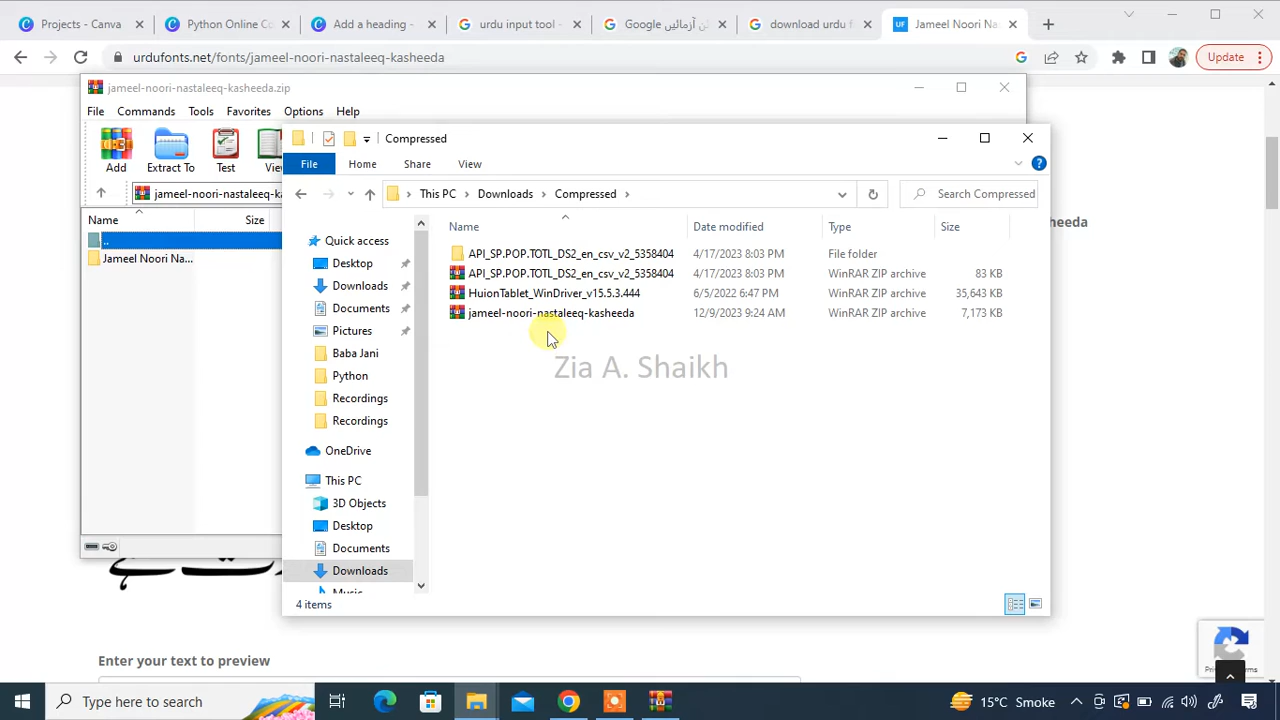 Projects - Canva
Python Online Co
Add a heading -
urdu input tool -
Google ن آزمائیں
download urdu f
UF Jameel Noori Na
urdufonts.net/fonts/jameel-noori-nastaleeq-kasheeda
Update
jameel-noori-nastaleeq-kasheeda.zip
File Commands Tools Favorites Options Help
Add Extract To Test Viev
jameel-noori-nastaleeq-ka
Name Size
..
Jameel Noori Na...
Compressed
File Home Share View
This PC Downloads Compressed
Search Compressed
Name Date modified Type Size
API_SP.POP.TOTL_DS2_en_csv_v2_5358404 4/17/2023 8:03 PM File folder
API_SP.POP.TOTL_DS2_en_csv_v2_5358404 4/17/2023 8:03 PM WinRAR ZIP archive 83 KB
HuionTablet_WinDriver_v15.5.3.444 6/5/2022 6:47 PM WinRAR ZIP archive 35,643 KB
jameel-noori-nastaleeq-kasheeda 12/9/2023 9:24 AM WinRAR ZIP archive 7,173 KB
Quick access
Desktop
Downloads
Documents
Pictures
Baba Jani
Python
Recordings
Recordings
OneDrive
This PC
3D Objects
Desktop
Documents
Downloads
Music
4 items
Zia A. Shaikh
heeda
Enter your text to preview
Type here to search
15°C Smoke